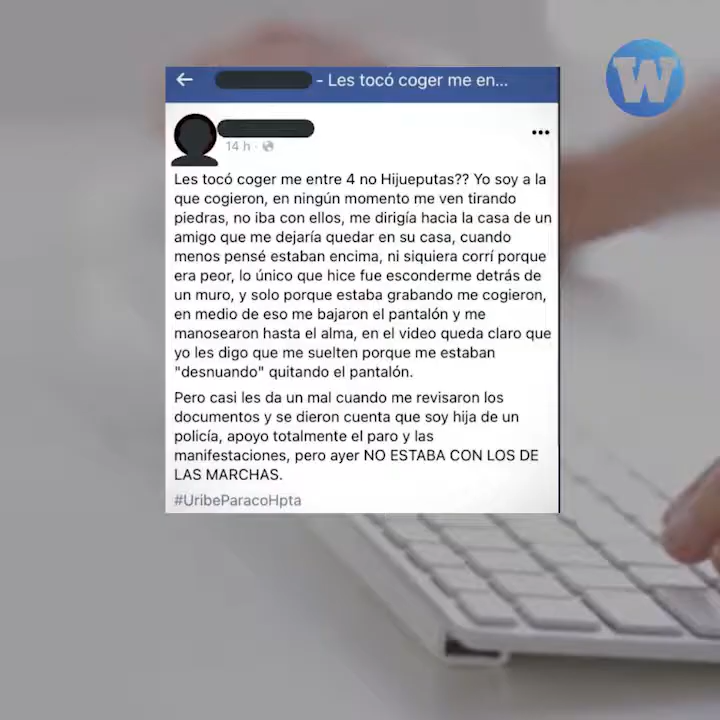 W
- Les tocó coger me en...
14 h
Les tocó coger me entre 4 no Hijueputas?? Yo soy a la
que cogieron, en ningún momento me ven tirando
piedras, no iba con ellos, me dirigía hacia la casa de un
amigo que me dejaría quedar en su casa, cuando
menos pensé estaban encima, ni siquiera corrí porque
era peor, lo único que hice fue esconderme detrás de
un muro, y solo porque estaba grabando me cogieron,
en medio de eso me bajaron el pantalón y me
manosearon hasta el alma, en el video queda claro que
yo les digo que me suelten porque me estaban
"desnuando" quitando el pantalón.
Pero casi les da un mal cuando me revisaron los
documentos y se dieron cuenta que soy hija de un
policía, apoyo totalmente el paro y las
manifestaciones, pero ayer NO ESTABA CON LOS DE
LAS MARCHAS.
#UribeParacoHpta